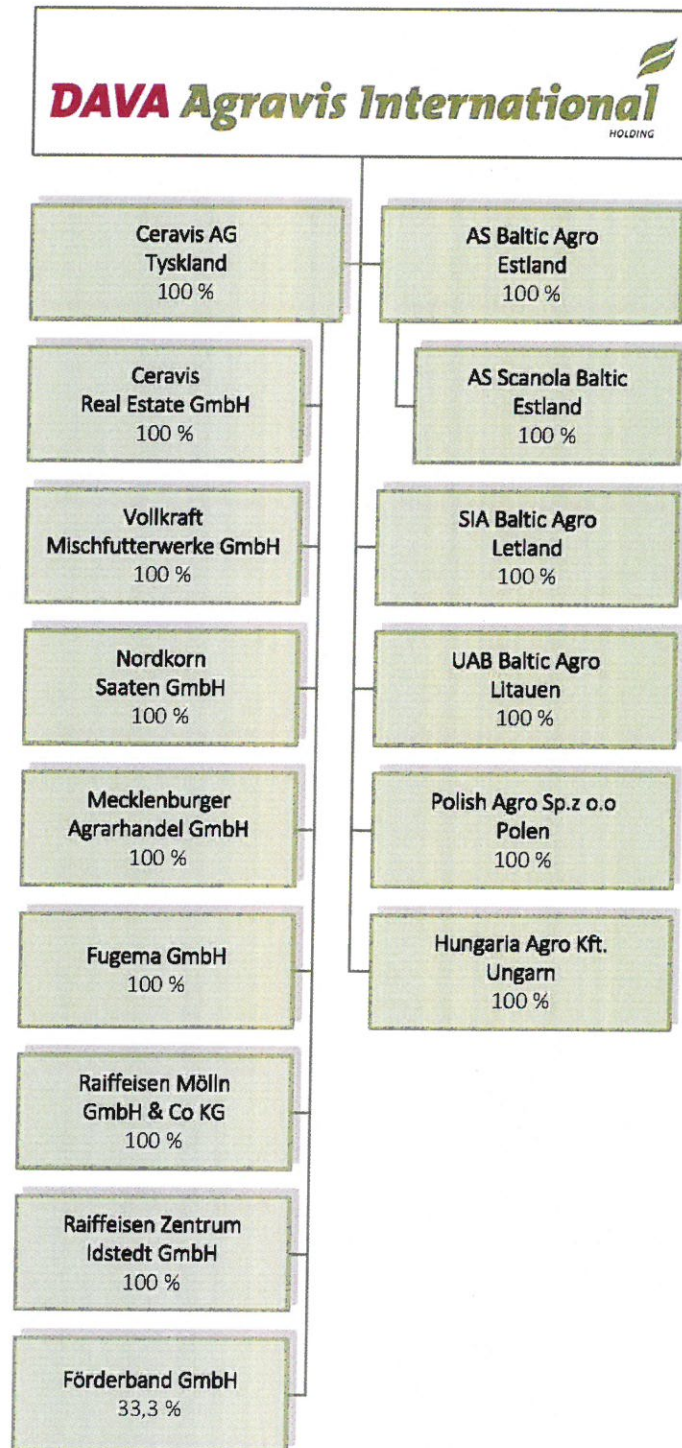 DAVA Agravis International
HOLDING
Ceravis AG
Tyskland
100 %
AS Baltic Agro
Estland
100 %
Ceravis
Real Estate GmbH
100 %
AS Scanola Baltic
Estland
100 %
Vollkraft
Mischfutterwerke GmbH
100 %
SIA Baltic Agro
Letland
100 %
Nordkorn
Saaten GmbH
100 %
UAB Baltic Agro
Litauen
100 %
Mecklenburger
Agrarhandel GmbH
100 %
Polish Agro Sp.z o.o
Polen
100 %
Fugema GmbH
100 %
Hungaria Agro Kft.
Ungarn
100 %
Raiffeisen Mölln
GmbH & Co KG
100 %
Raiffeisen Zentrum
Idstedt GmbH
100 %
Förderband GmbH
33,3 %